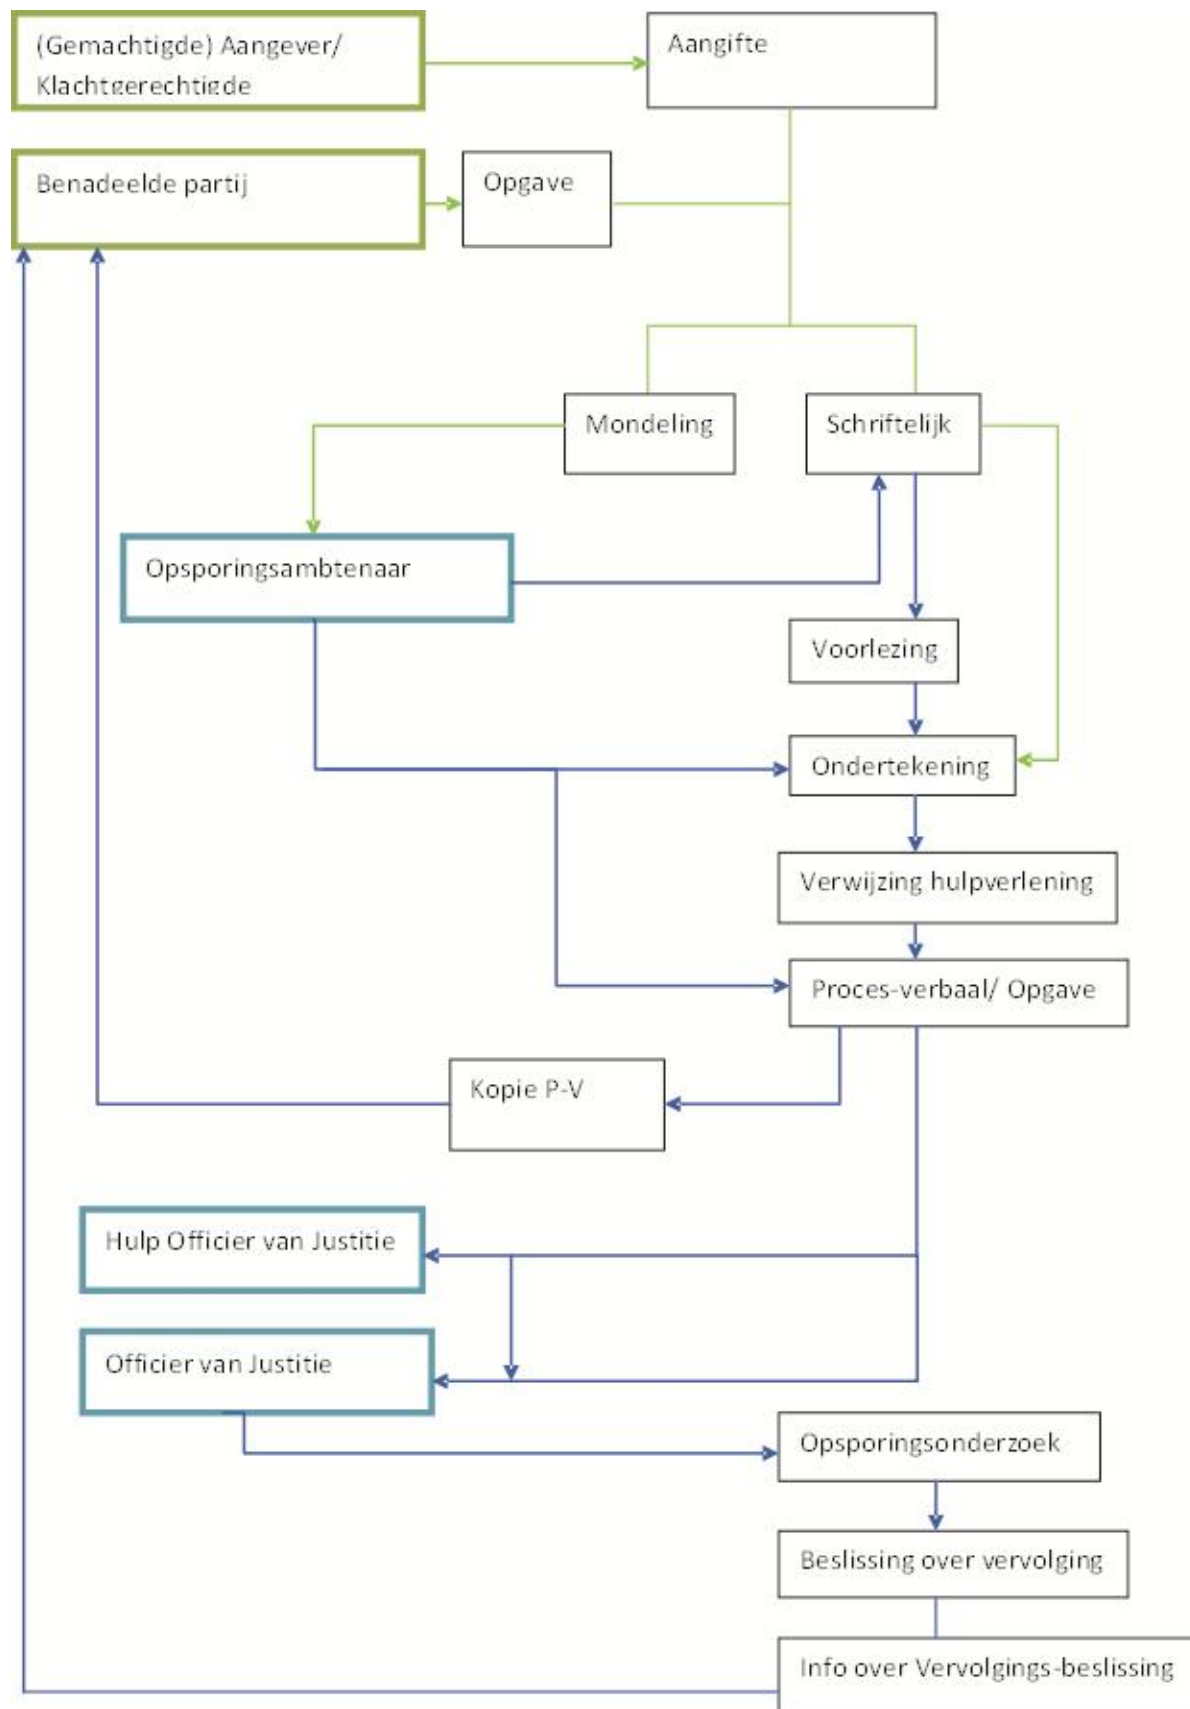 (Gemachtigde) Aangever/
Klachtgerechtigde
Aangifte
Benadeelde partij
Opgave
Mondeling
Schriftelijk
Opsporingsambtenaar
Voorlezing
Ondertekening
Verwijzing hulpverlening
Proces-verbaal/ Opgave
Kopie P-V
Hulp Officier van Justitie
Officier van Justitie
Opsporingsonderzoek
Beslissing over vervolging
Info over Vervolgings-beslissing